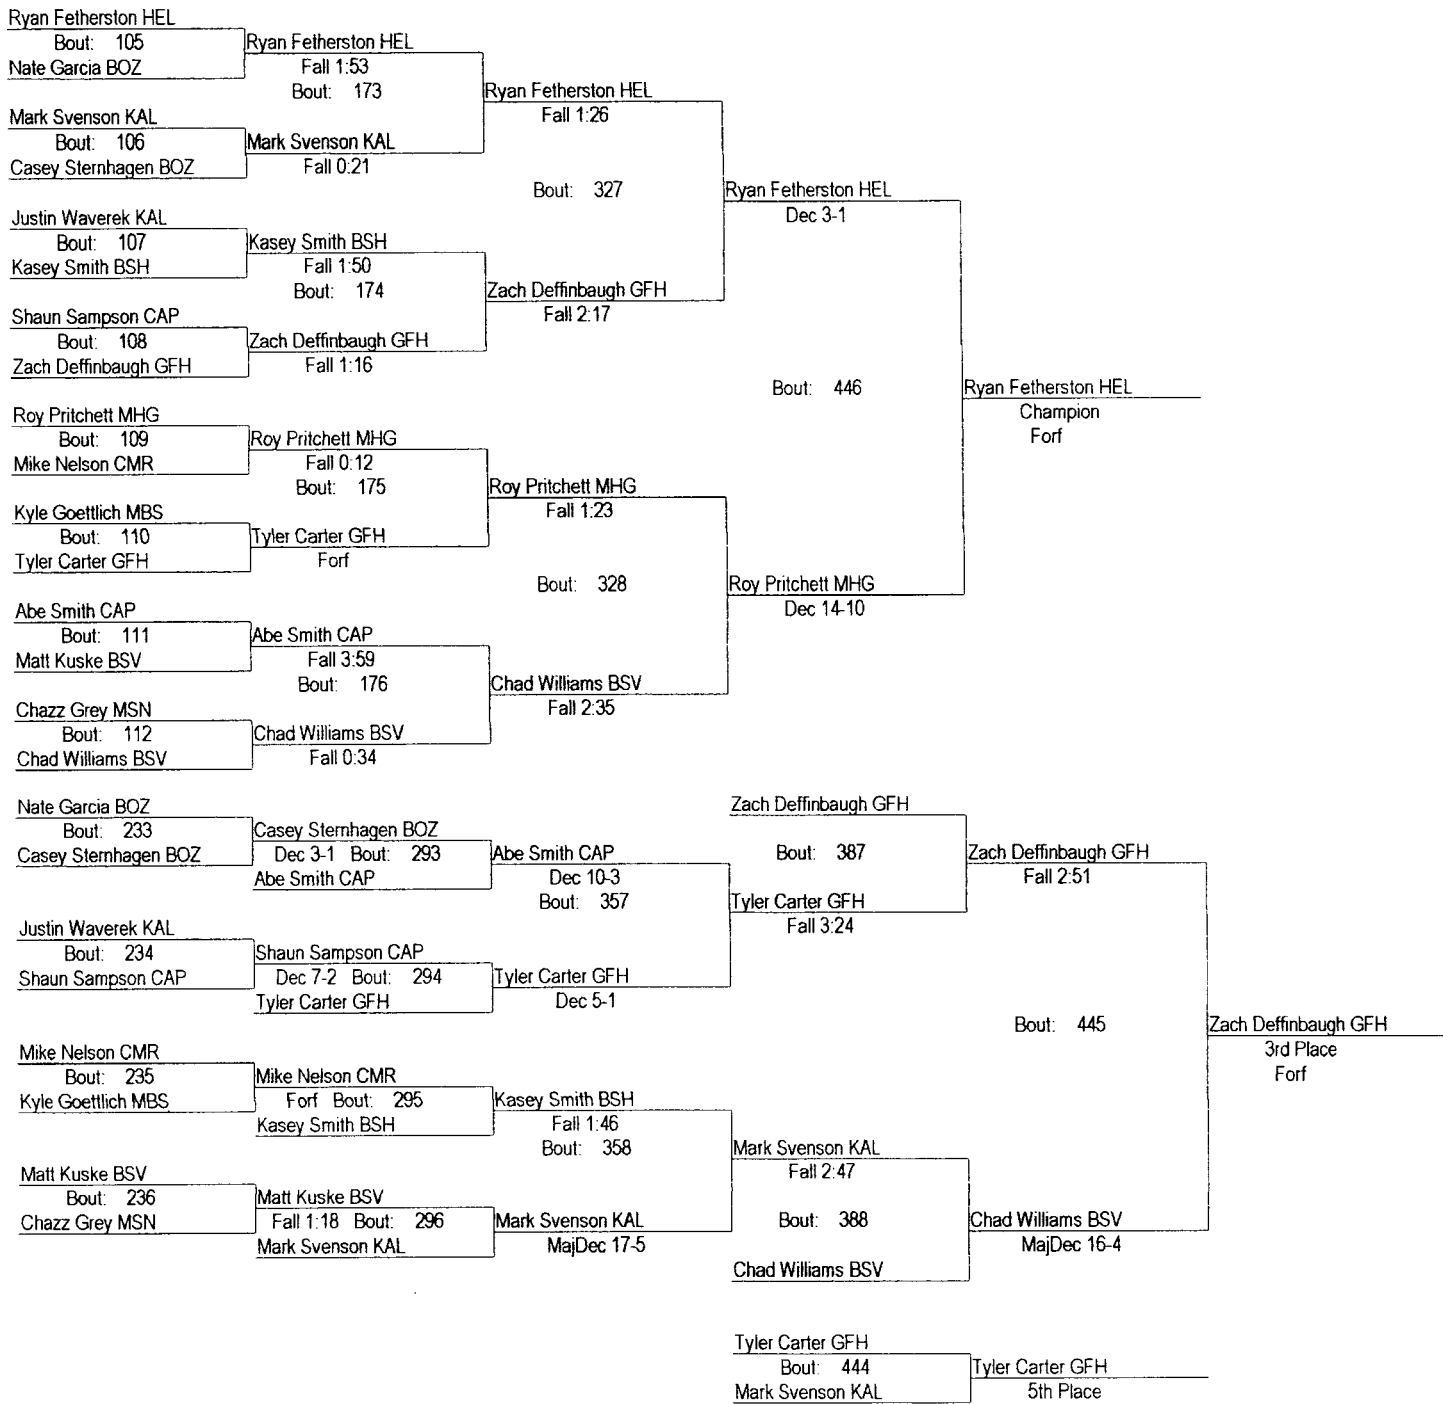 Ryan Fetherston HEL
Bout: 105
Nate Garcia BOZ
Ryan Fetherston HEL
Fall 1:53
Bout: 173
Mark Svenson KAL
Bout: 106
Casey Sternhagen BOZ
Mark Svenson KAL
Fall 0:21
Ryan Fetherston HEL
Fall 1:26
Bout: 327
Justin Waverek KAL
Bout: 107
Kasey Smith BSH
Kasey Smith BSH
Fall 1:50
Bout: 174
Shaun Sampson CAP
Bout: 108
Zach Deffinbaugh GFH
Zach Deffinbaugh GFH
Fall 1:16
Zach Deffinbaugh GFH
Fall 2:17
Ryan Fetherston HEL
Dec 3-1
Bout: 446
Ryan Fetherston HEL
Champion
Forf
Roy Pritchett MHG
Bout: 109
Mike Nelson CMR
Roy Pritchett MHG
Fall 0:12
Bout: 175
Kyle Goettlich MBS
Bout: 110
Tyler Carter GFH
Tyler Carter GFH
Forf
Roy Pritchett MHG
Fall 1:23
Bout: 328
Roy Pritchett MHG
Dec 14-10
Abe Smith CAP
Bout: 111
Matt Kuske BSV
Abe Smith CAP
Fall 3:59
Bout: 176
Chazz Grey MSN
Bout: 112
Chad Williams BSV
Chad Williams BSV
Fall 0:34
Chad Williams BSV
Fall 2:35
Nate Garcia BOZ
Bout: 233
Casey Sternhagen BOZ
Casey Sternhagen BOZ
Dec 3-1 Bout: 293
Abe Smith CAP
Abe Smith CAP
Dec 10-3
Bout: 357
Justin Waverek KAL
Bout: 234
Shaun Sampson CAP
Shaun Sampson CAP
Dec 7-2 Bout: 294
Tyler Carter GFH
Tyler Carter GFH
Dec 5-1
Zach Deffinbaugh GFH
Bout: 387
Tyler Carter GFH
Fall 3:24
Zach Deffinbaugh GFH
Fall 2:51
Bout: 445
Zach Deffinbaugh GFH
3rd Place
Forf
Mike Nelson CMR
Bout: 235
Kyle Goettlich MBS
Mike Nelson CMR
Forf Bout: 295
Kasey Smith BSH
Kasey Smith BSH
Fall 1:46
Bout: 358
Matt Kuske BSV
Bout: 236
Chazz Grey MSN
Matt Kuske BSV
Fall 1:18 Bout: 296
Mark Svenson KAL
Mark Svenson KAL
MajDec 17-5
Mark Svenson KAL
Fall 2:47
Bout: 388
Chad Williams BSV
Chad Williams BSV
MajDec 16-4
Tyler Carter GFH
Bout: 444
Mark Svenson KAL
Tyler Carter GFH
5th Place